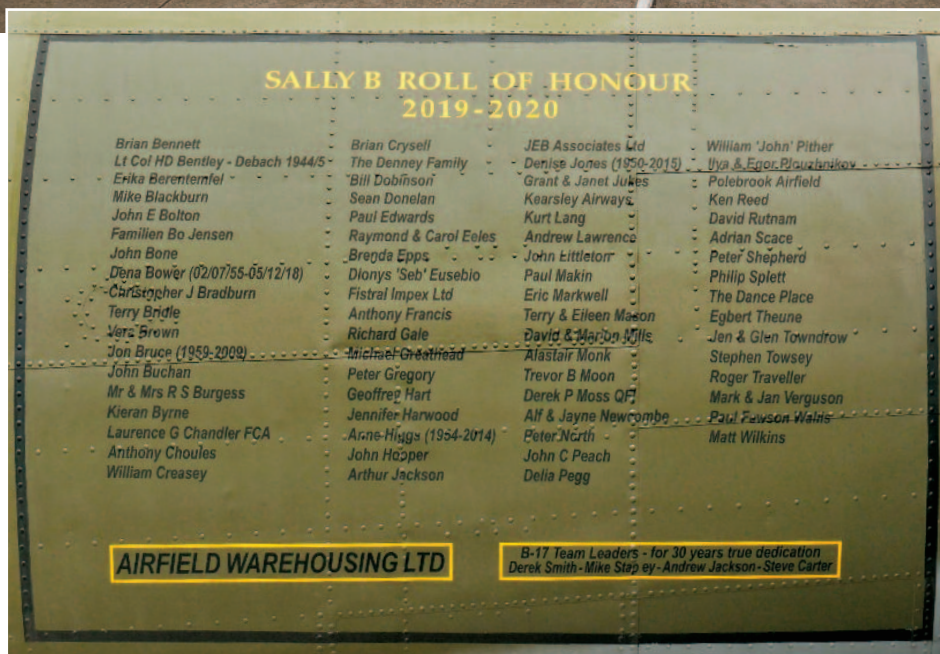 SALLY B ROLL OF HONOUR
2019-2020
Brian Bennett
Lt Col HD Bentley - Debach 1944/5
Erika Berentemfel
Mike Blackburn
John E Bolton
Familien Bo Jensen
John Bone
Dena Bower (02/07/55-05/12/18)
Christopher J Bradburn
Terry Bridle
Vera Brown
Jon Bruce (1959-2009)
John Buchan
Mr & Mrs R S Burgess
Kieran Byrne
Laurence G Chandler FCA
Anthony Choules
William Creasey
Brian Crysell
The Denney Family
Bill Dobinson
Sean Donelan
Paul Edwards
Raymond & Carol Eeles
Brenda Epps
Dionys 'Seb' Eusebio
Fistral Impex Ltd
Anthony Francis
Richard Gale
Michael Greathead
Peter Gregory
Geoffrey Hart
Jennifer Harwood
Anne Higgs (1954-2014)
John Hopper
Arthur Jackson
JEB Associates Ltd
Denise Jones (1950-2015)
Grant & Janet Jukes
Kearsley Airways
Kurt Lang
Andrew Lawrence
John Littleton
Paul Makin
Eric Markwell
Terry & Eileen Mason
David & Marion Mills
Alastair Monk
Trevor B Moon
Derek P Moss QFI
Alf & Jayne Newcombe
Peter North
John C Peach
Delia Pegg
William 'John' Pither
Ilya & Egor Plouzhnikov
Polebrook Airfield
Ken Reed
David Rutnam
Adrian Scace
Peter Shepherd
Philip Splett
The Dance Place
Egbert Theune
Jen & Glen Towndrow
Stephen Towsey
Roger Traveller
Mark & Jan Verguson
Paul Fawson Wallis
Matt Wilkins
AIRFIELD WAREHOUSING LTD
B-17 Team Leaders - for 30 years true dedication
Derek Smith - Mike Stapley - Andrew Jackson - Steve Carter